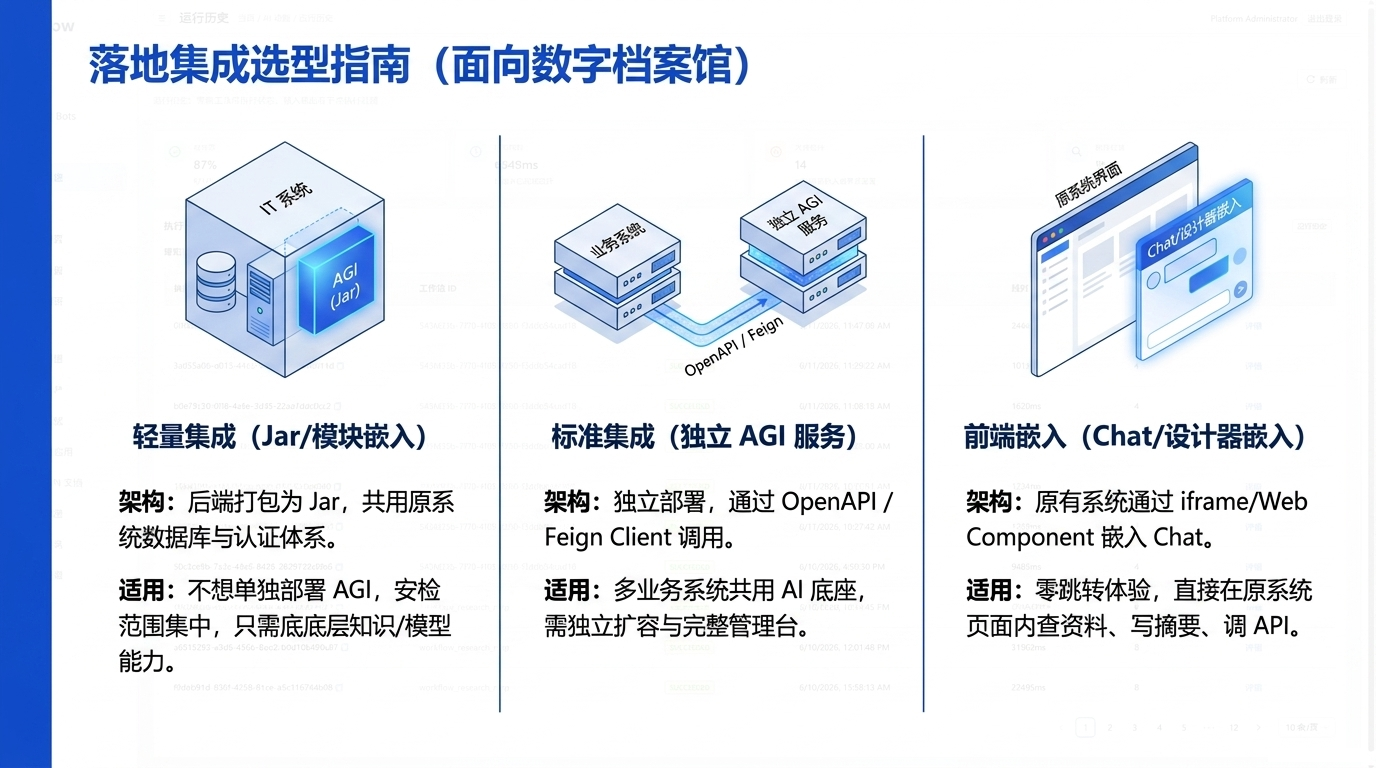 落地集成选型指南（面向数字档案馆）
IT 系统
AGI
(Jar)
业务系统
独立 AGI
服务
OpenAPI / Feign
原系统界面
Chat/设计器嵌入
轻量集成（Jar/模块嵌入）
架构：后端打包为 Jar，共用原系
统数据库与认证体系。
适用：不想单独部署 AGI，安检
范围集中，只需底底层知识/模型
能力。
标准集成（独立 AGI 服务）
架构：独立部署，通过 OpenAPI /
Feign Client 调用。
适用：多业务系统共用 AI 底座，
需独立扩容与完整管理台。
前端嵌入（Chat/设计器嵌入）
架构：原有系统通过 iframe/Web
Component 嵌入 Chat。
适用：零跳转体验，直接在原系统
页面内查资料、写摘要、调 API。
运行历史
Platform Administrator
87%
14